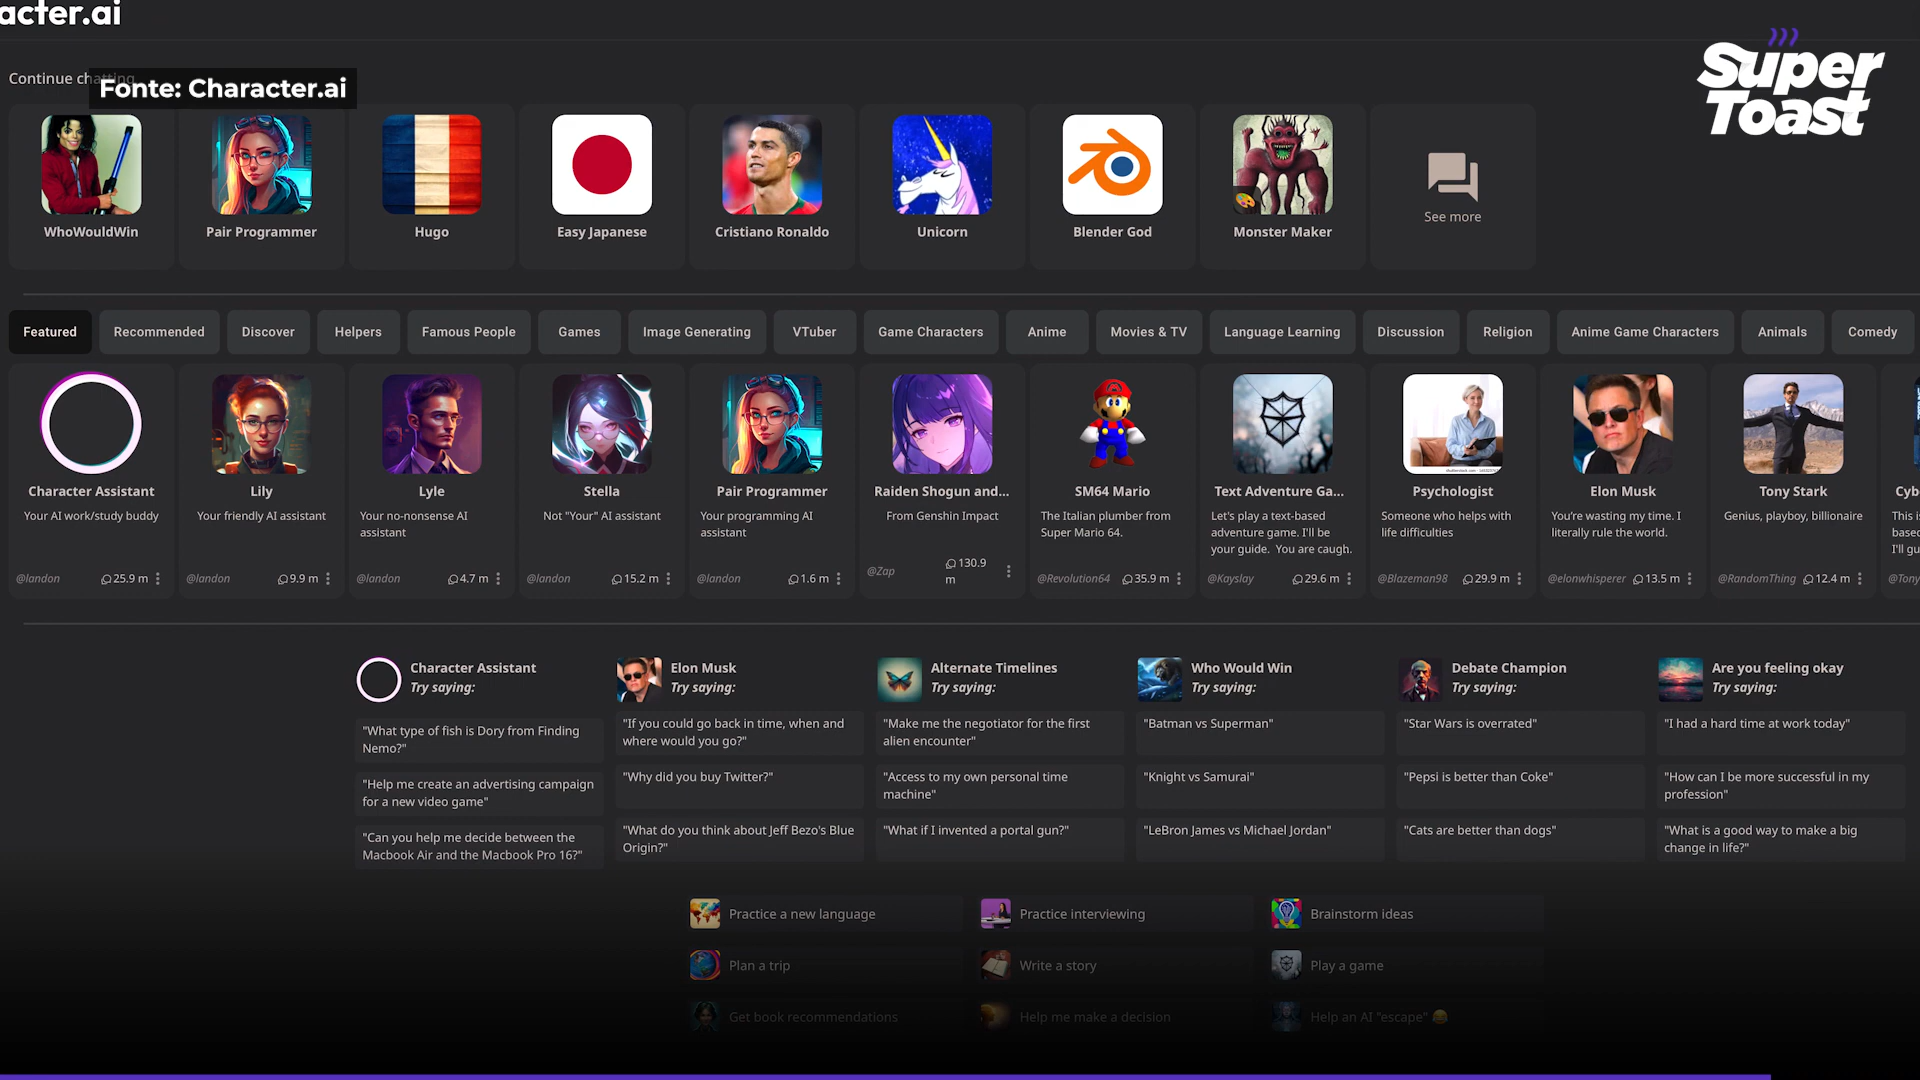 acter.ai
Super
Toast
Continue chatting
Fonte: Character.ai
WhoWouldWin
Pair Programmer
Hugo
Easy Japanese
Cristiano Ronaldo
Unicorn
Blender God
Monster Maker
See more
Featured
Recommended
Discover
Helpers
Famous People
Games
Image Generating
VTuber
Game Characters
Anime
Movies & TV
Language Learning
Discussion
Religion
Anime Game Characters
Animals
Comedy
Character Assistant
Your AI work/study buddy
@landon 25.9 m
Lily
Your friendly AI assistant
@landon 9.9 m
Lyle
Your no-nonsense AI
assistant
@landon 4.7 m
Stella
Not "Your" AI assistant
@landon 15.2 m
Pair Programmer
Your programming AI
assistant
@landon 1.6 m
Raiden Shogun and...
From Genshin Impact
@Zap 130.9
m
SM64 Mario
The Italian plumber from
Super Mario 64.
@Revolution64 35.9 m
Text Adventure Ga...
Let's play a text-based
adventure game. I'll be
your guide. You are caugh.
@Kayslay 29.6 m
Psychologist
Someone who helps with
life difficulties
@Blazeman98 29.9 m
Elon Musk
You're wasting my time. I
literally rule the world.
@elonwhisperer 13.5 m
Tony Stark
Genius, playboy, billionaire
@RandomThing 12.4 m
Cyb
This i
based
I'll gu
@Tony
Character Assistant
Try saying:
"What type of fish is Dory from Finding
Nemo?"
"Help me create an advertising campaign
for a new video game"
"Can you help me decide between the
Macbook Air and the Macbook Pro 16?"
Elon Musk
Try saying:
"If you could go back in time, when and
where would you go?"
"Why did you buy Twitter?"
"What do you think about Jeff Bezo's Blue
Origin?"
Alternate Timelines
Try saying:
"Make me the negotiator for the first
alien encounter"
"Access to my own personal time
machine"
"What if I invented a portal gun?"
Who Would Win
Try saying:
"Batman vs Superman"
"Knight vs Samurai"
"LeBron James vs Michael Jordan"
Debate Champion
Try saying:
"Star Wars is overrated"
"Pepsi is better than Coke"
"Cats are better than dogs"
Are you feeling okay
Try saying:
"I had a hard time at work today"
"How can I be more successful in my
profession"
"What is a good way to make a big
change in life?"
Practice a new language
Practice interviewing
Brainstorm ideas
Plan a trip
Write a story
Play a game
Get book recommendations
Help me make a decision
Help an AI "escape" 😂